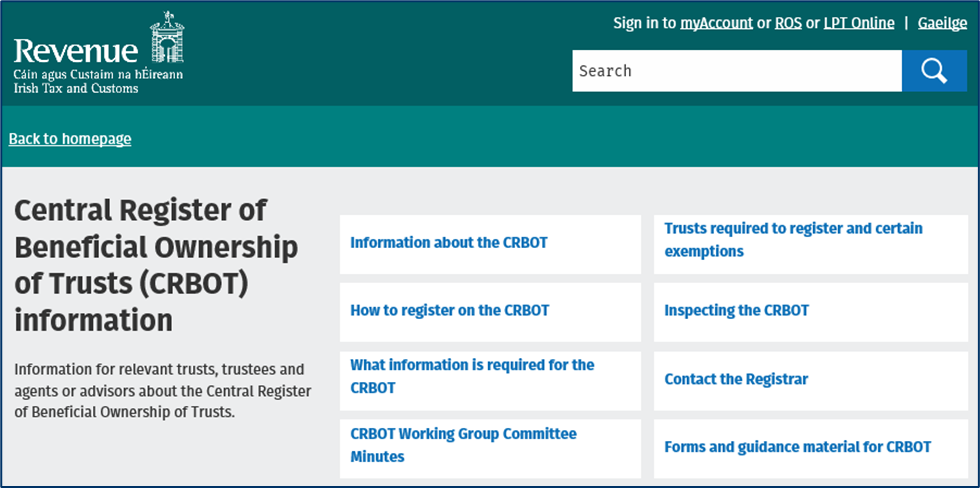 Sign in to myAccount or ROS or LPT Online | Gaeilge
Revenue
Cáin agus Custaim na hÉireann
Irish Tax and Customs
Search
Back to homepage
Central Register of
Beneficial Ownership
of Trusts (CRBOT)
information
Information for relevant trusts, trustees and
agents or advisors about the Central Register
of Beneficial Ownership of Trusts.
Information about the CRBOT
Trusts required to register and certain
exemptions
How to register on the CRBOT
Inspecting the CRBOT
What information is required for the
CRBOT
Contact the Registrar
CRBOT Working Group Committee
Minutes
Forms and guidance material for CRBOT